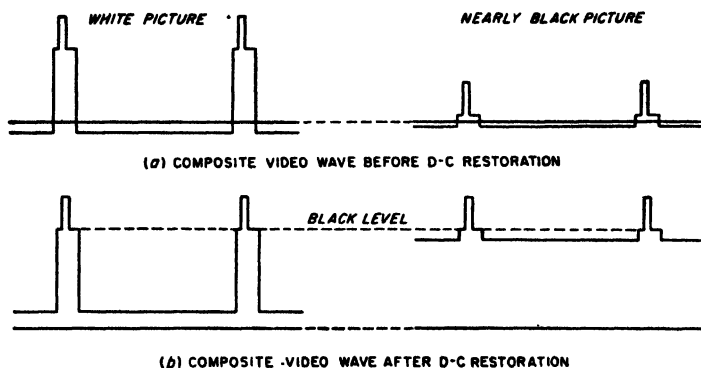 WHITE PICTURE
NEARLY BLACK PICTURE
(a) COMPOSITE VIDEO WAVE BEFORE D-C RESTORATION
BLACK LEVEL
(b) COMPOSITE -VIDEO WAVE AFTER D-C RESTORATION